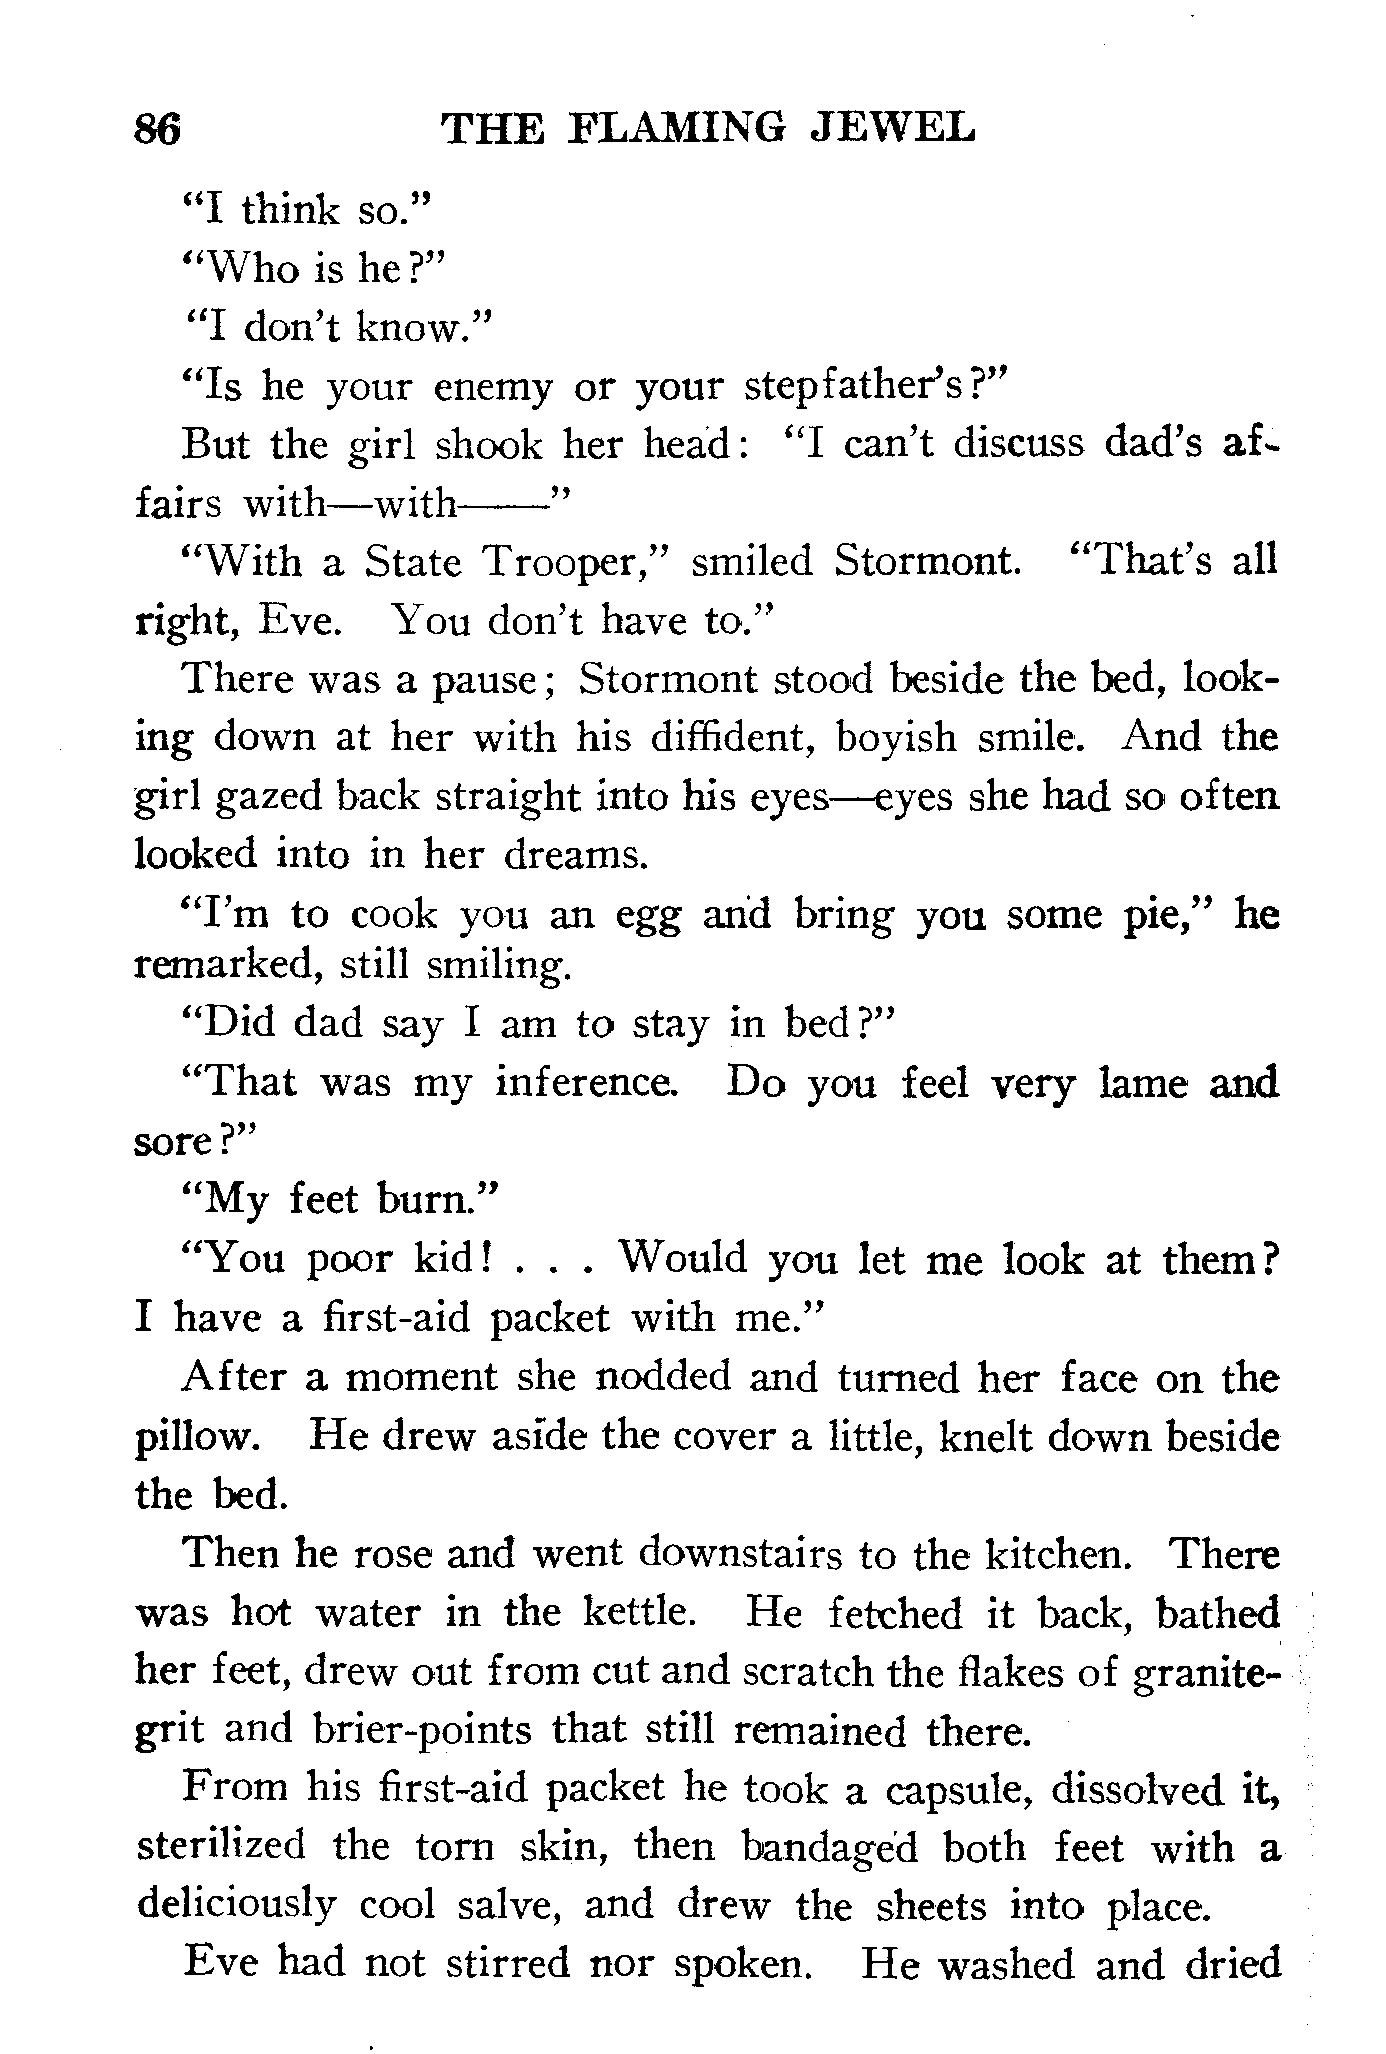 86 THE FLAMING JEWEL
“I think so.”
“Who is he?”
“I don’t know.”
“Is he your enemy or your stepfather’s?”
But the girl shook her head: “I can’t discuss dad’s af-
fairs with—with——”
“With a State Trooper,” smiled Stormont. “That’s all
right, Eve. You don’t have to.”
There was a pause; Stormont stood beside the bed, look-
ing down at her with his diffident, boyish smile. And the
girl gazed back straight into his eyes—eyes she had so often
looked into in her dreams.
“I’m to cook you an egg and bring you some pie,” he
remarked, still smiling.
“Did dad say I am to stay in bed?”
“That was my inference. Do you feel very lame and
sore?”
“My feet burn.”
“You poor kid! . . . Would you let me look at them?
I have a first-aid packet with me.”
After a moment she nodded and turned her face on the
pillow. He drew aside the cover a little, knelt down beside
the bed.
Then he rose and went downstairs to the kitchen. There
was hot water in the kettle. He fetched it back, bathed
her feet, drew out from cut and scratch the flakes of granite-
grit and brier-points that still remained there.
From his first-aid packet he took a capsule, dissolved it,
sterilized the torn skin, then bandaged both feet with a
deliciously cool salve, and drew the sheets into place.
Eve had not stirred nor spoken. He washed and dried